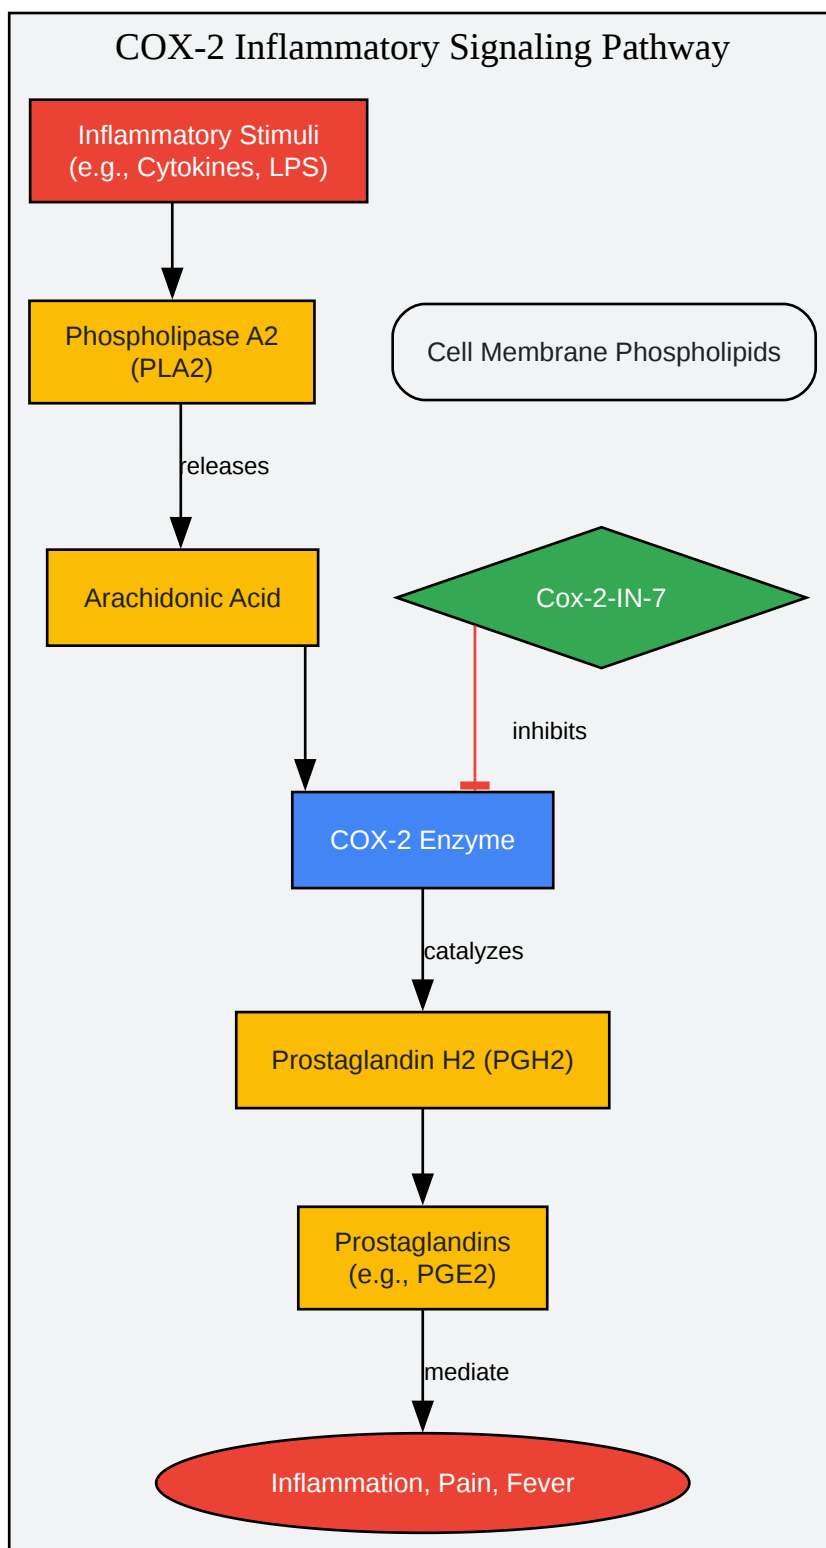 COX-2 Inflammatory Signaling Pathway
Inflammatory Stimuli
(e.g., Cytokines, LPS)
Phospholipase A2
(PLA2)
Cell Membrane Phospholipids
releases
Arachidonic Acid
Cox-2-IN-7
inhibits
COX-2 Enzyme
catalyzes
Prostaglandin H2 (PGH2)
Prostaglandins
(e.g., PGE2)
mediate
Inflammation, Pain, Fever